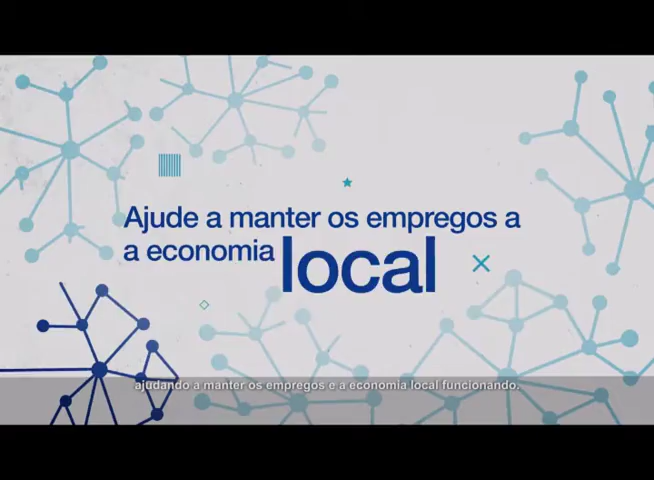 Ajude a manter os empregos a
a economia local
ajudando a manter os empregos e a economia local funcionando.